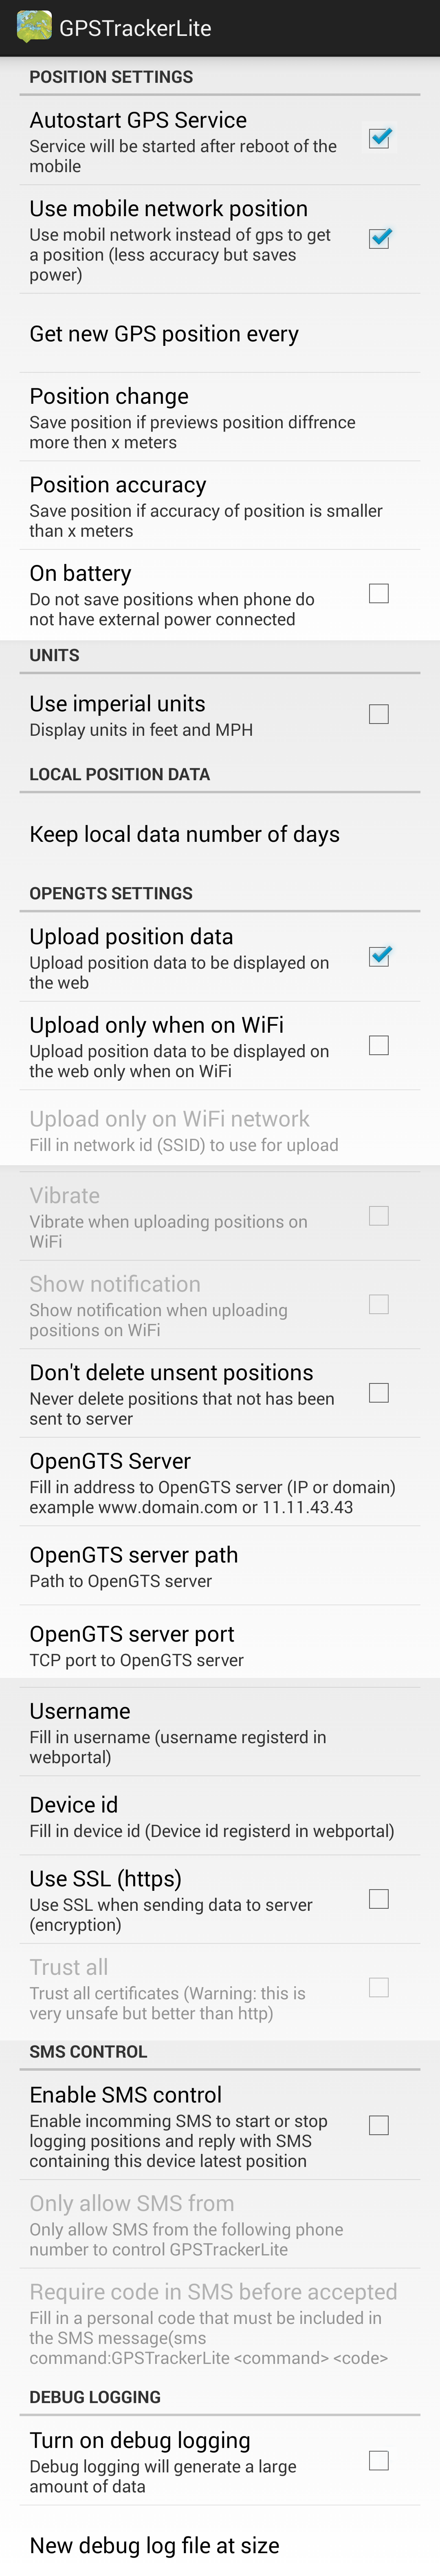 GPSTrackerLite
POSITION SETTINGS
Autostart GPS Service
Service will be started after reboot of the
mobile
Use mobile network position
Use mobil network instead of gps to get
a position (less accuracy but saves
power)
Get new GPS position every
Position change
Save position if previews position diffrence
more then x meters
Position accuracy
Save position if accuracy of position is smaller
than x meters
On battery
Do not save positions when phone do
not have external power connected
UNITS
Use imperial units
Display units in feet and MPH
LOCAL POSITION DATA
Keep local data number of days
OPENGTS SETTINGS
Upload position data
Upload position data to be displayed on
the web
Upload only when on WiFi
Upload position data to be displayed on
the web only when on WiFi
Upload only on WiFi network
Fill in network id (SSID) to use for upload
Vibrate
Vibrate when uploading positions on
WiFi
Show notification
Show notification when uploading
positions on WiFi
Don't delete unsent positions
Never delete positions that not has been
sent to server
OpenGTS Server
Fill in address to OpenGTS server (IP or domain)
example www.domain.com or 11.11.43.43
OpenGTS server path
Path to OpenGTS server
OpenGTS server port
TCP port to OpenGTS server
Username
Fill in username (username registerd in
webportal)
Device id
Fill in device id (Device id registerd in webportal)
Use SSL (https)
Use SSL when sending data to server
(encryption)
Trust all
Trust all certificates (Warning: this is
very unsafe but better than http)
SMS CONTROL
Enable SMS control
Enable incomming SMS to start or stop
logging positions and reply with SMS
containing this device latest position
Only allow SMS from
Only allow SMS from the following phone
number to control GPSTrackerLite
Require code in SMS before accepted
Fill in a personal code that must be included in
the SMS message(sms
command:GPSTrackerLite <command> <code>
DEBUG LOGGING
Turn on debug logging
Debug logging will generate a large
amount of data
New debug log file at size